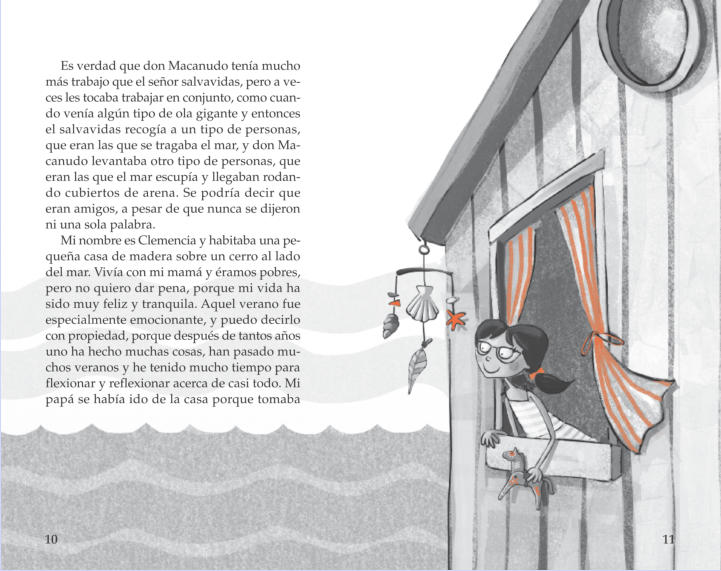 Es verdad que don Macanudo tenía mucho
más trabajo que el señor salvavidas, pero a ve-
ces les tocaba trabajar en conjunto, como cuan-
do venía algún tipo de ola gigante y entonces
el salvavidas recogía a un tipo de personas,
que eran las que se tragaba el mar, y don Ma-
canudo levantaba otro tipo de personas, que
eran las que el mar escupía y llegaban rodan-
do cubiertos de arena. Se podría decir que
eran amigos, a pesar de que nunca se dijeron
ni una sola palabra.
Mi nombre es Clemencia y habitaba una pe-
queña casa de madera sobre un cerro al lado
del mar. Vivía con mi mamá y éramos pobres,
pero no quiero dar pena, porque mi vida ha
sido muy feliz y tranquila. Aquel verano fue
especialmente emocionante, y puedo decirlo
con propiedad, porque después de tantos años
uno ha hecho muchas cosas, han pasado mu-
chos veranos y he tenido mucho tiempo para
flexionar y reflexionar acerca de casi todo. Mi
papá se había ido de la casa porque tomaba
10
11